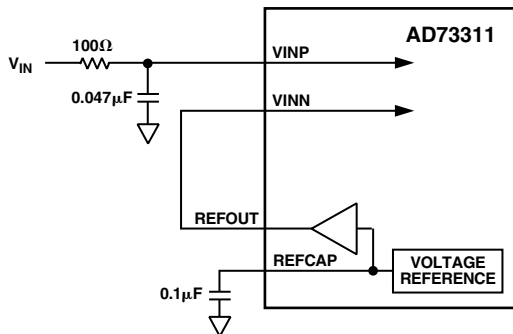 AD73311
100Ω
V_IN
VINP
0.047μF
VINN
REFOUT
REFCAP
VOLTAGE
REFERENCE
0.1μF